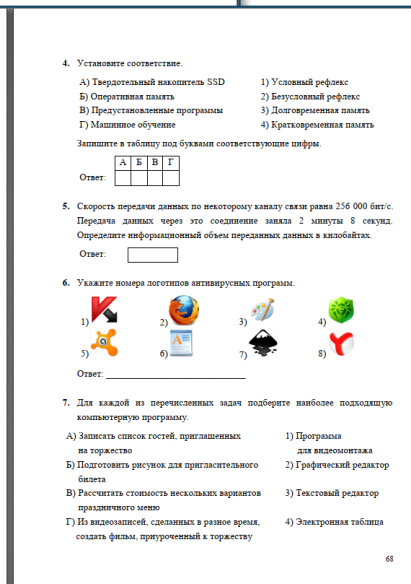 4. Установите соответствие.
А) Твердотельный накопитель SSD
Б) Оперативная память
В) Предустановленные программы
Г) Машинное обучение
1) Условный рефлекс
2) Безусловный рефлекс
3) Долговременная память
4) Кратковременная память
Запишите в таблицу под буквами соответствующие цифры.
А Б В Г
Ответ:
5. Скорость передачи данных по некоторому каналу связи равна 256 000 бит/с.
Передача данных через это соединение заняла 2 минуты 8 секунд.
Определите информационный объем переданных данных в килобайтах.
Ответ:
6. Укажите номера логотипов антивирусных программ.
1) 2) 3) 4)
5) 6) 7) 8)
Ответ:
7. Для каждой из перечисленных задач подберите наиболее подходящую
компьютерную программу.
А) Записать список гостей, приглашенных
на торжество
Б) Подготовить рисунок для пригласительного
билета
В) Рассчитать стоимость нескольких вариантов
праздничного меню
Г) Из видеозаписей, сделанных в разное время,
создать фильм, приуроченный к торжеству
1) Программа
для видеомонтажа
2) Графический редактор
3) Текстовый редактор
4) Электронная таблица
68